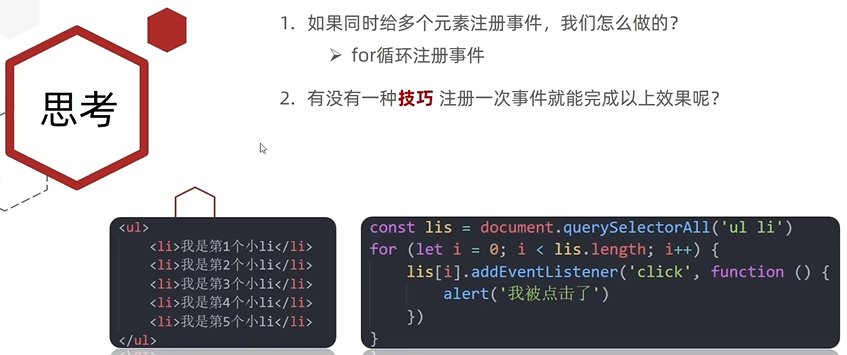 思考
1. 如果同时给多个元素注册事件，我们怎么做的？
➢ for循环注册事件
2. 有没有一种技巧 注册一次事件就能完成以上效果呢？
<ul>
<li>我是第1个小li</li>
<li>我是第2个小li</li>
<li>我是第3个小li</li>
<li>我是第4个小li</li>
<li>我是第5个小li</li>
</ul>
const lis = document.querySelectorAll('ul li')
for (let i = 0; i < lis.length; i++) {
lis[i].addEventListener('click', function () {
alert('我被点击了')
})
}